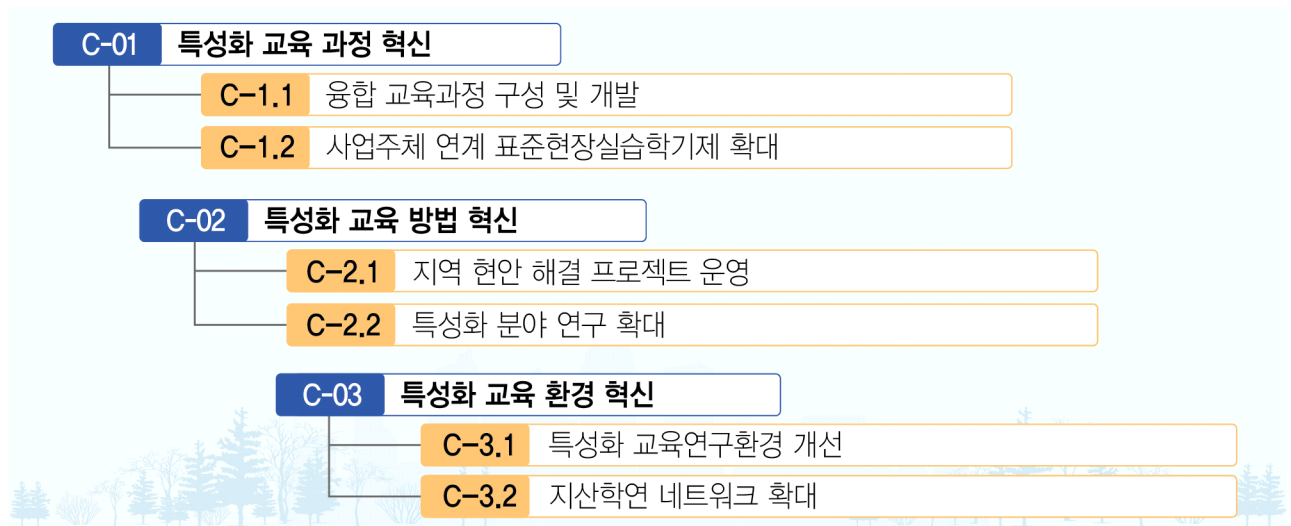 C-01 특성화 교육 과정 혁신
C-1.1 융합 교육과정 구성 및 개발
C-1.2 사업주체 연계 표준현장실습학기제 확대
C-02 특성화 교육 방법 혁신
C-2.1 지역 현안 해결 프로젝트 운영
C-2.2 특성화 분야 연구 확대
C-03 특성화 교육 환경 혁신
C-3.1 특성화 교육연구환경 개선
C-3.2 지산학연 네트워크 확대